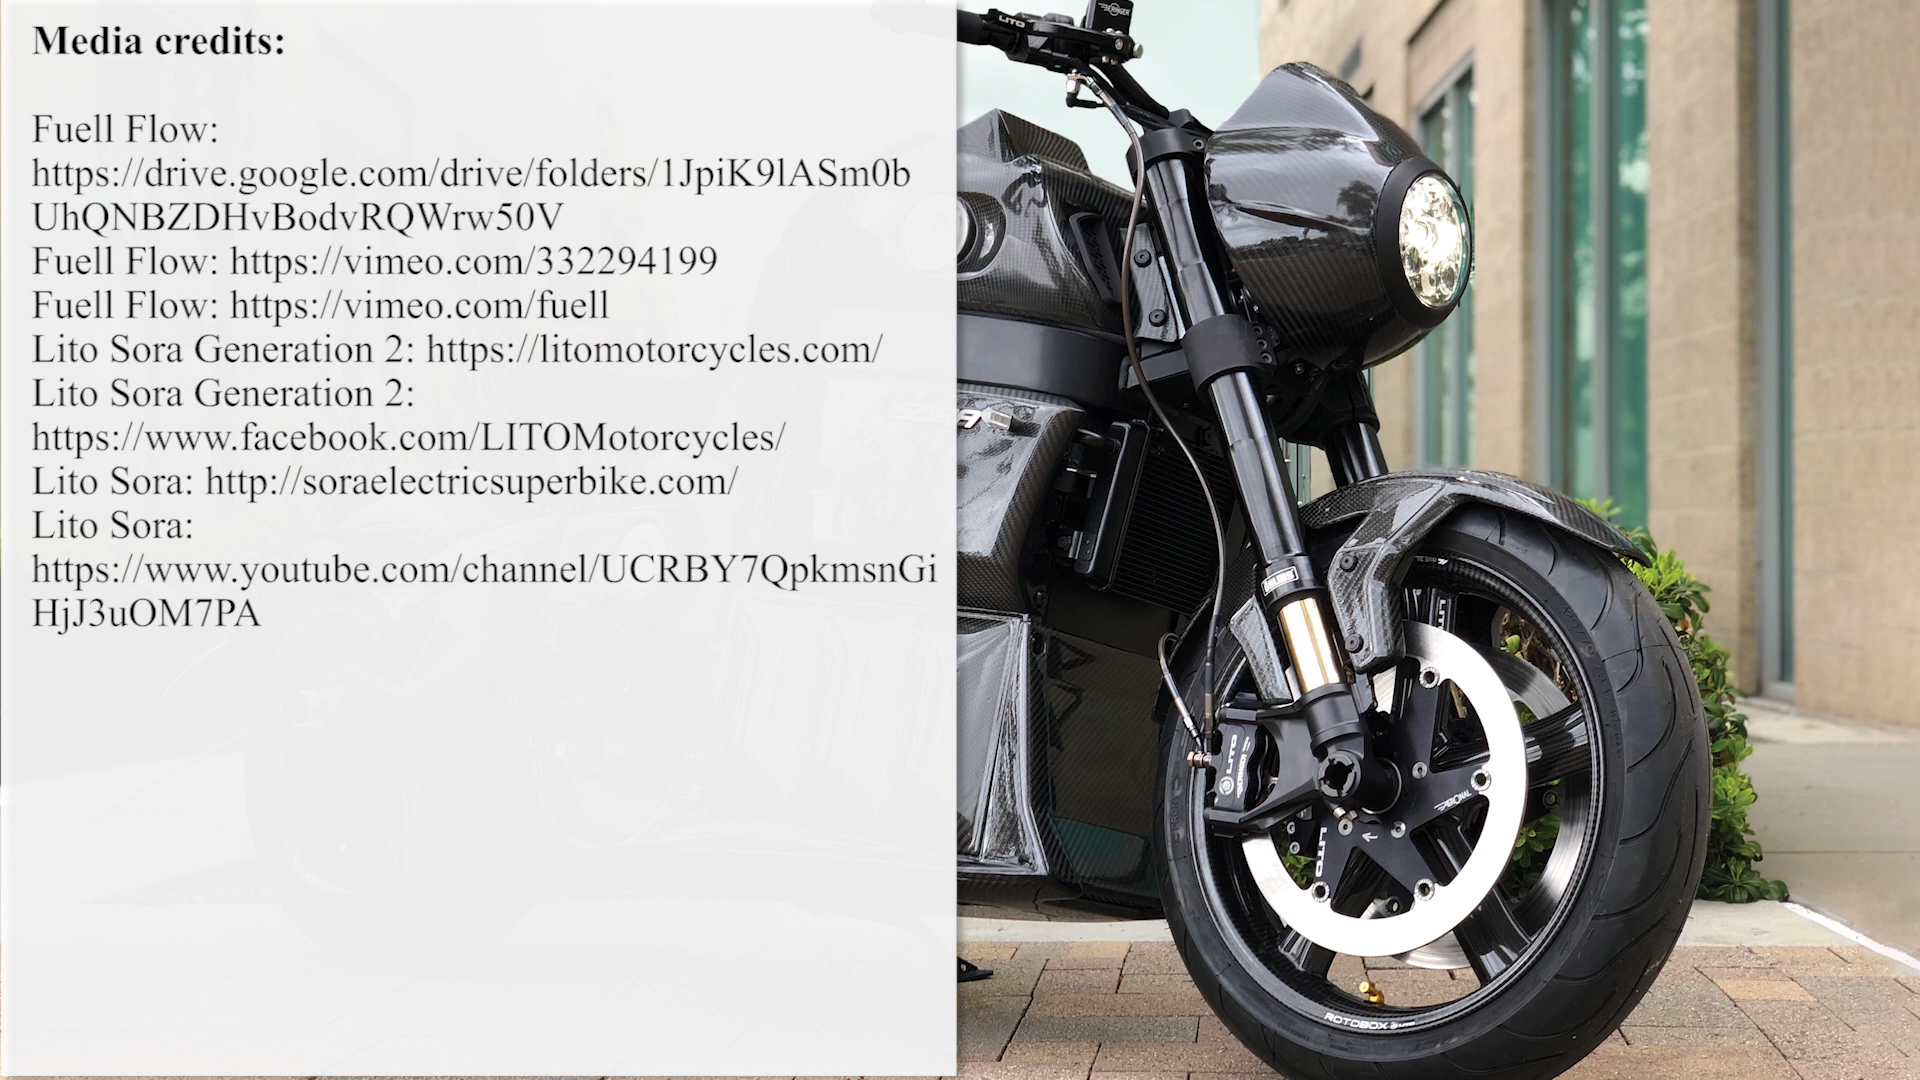 Media credits:
Fuell Flow:
https://drive.google.com/drive/folders/1JpiK9lASm0b
UhQNBZDHvBodvRQWrw50V
Fuell Flow: https://vimeo.com/332294199
Fuell Flow: https://vimeo.com/fuell
Lito Sora Generation 2: https://litomotorcycles.com/
Lito Sora Generation 2:
https://www.facebook.com/LITOMotorcycles/
Lito Sora: http://soraelectricsuperbike.com/
Lito Sora:
https://www.youtube.com/channel/UCRBY7QpkmsnGi
HjJ3uOM7PA
LITO
BERINGER
LITO
BERINGER
LITO
ROTOBOX